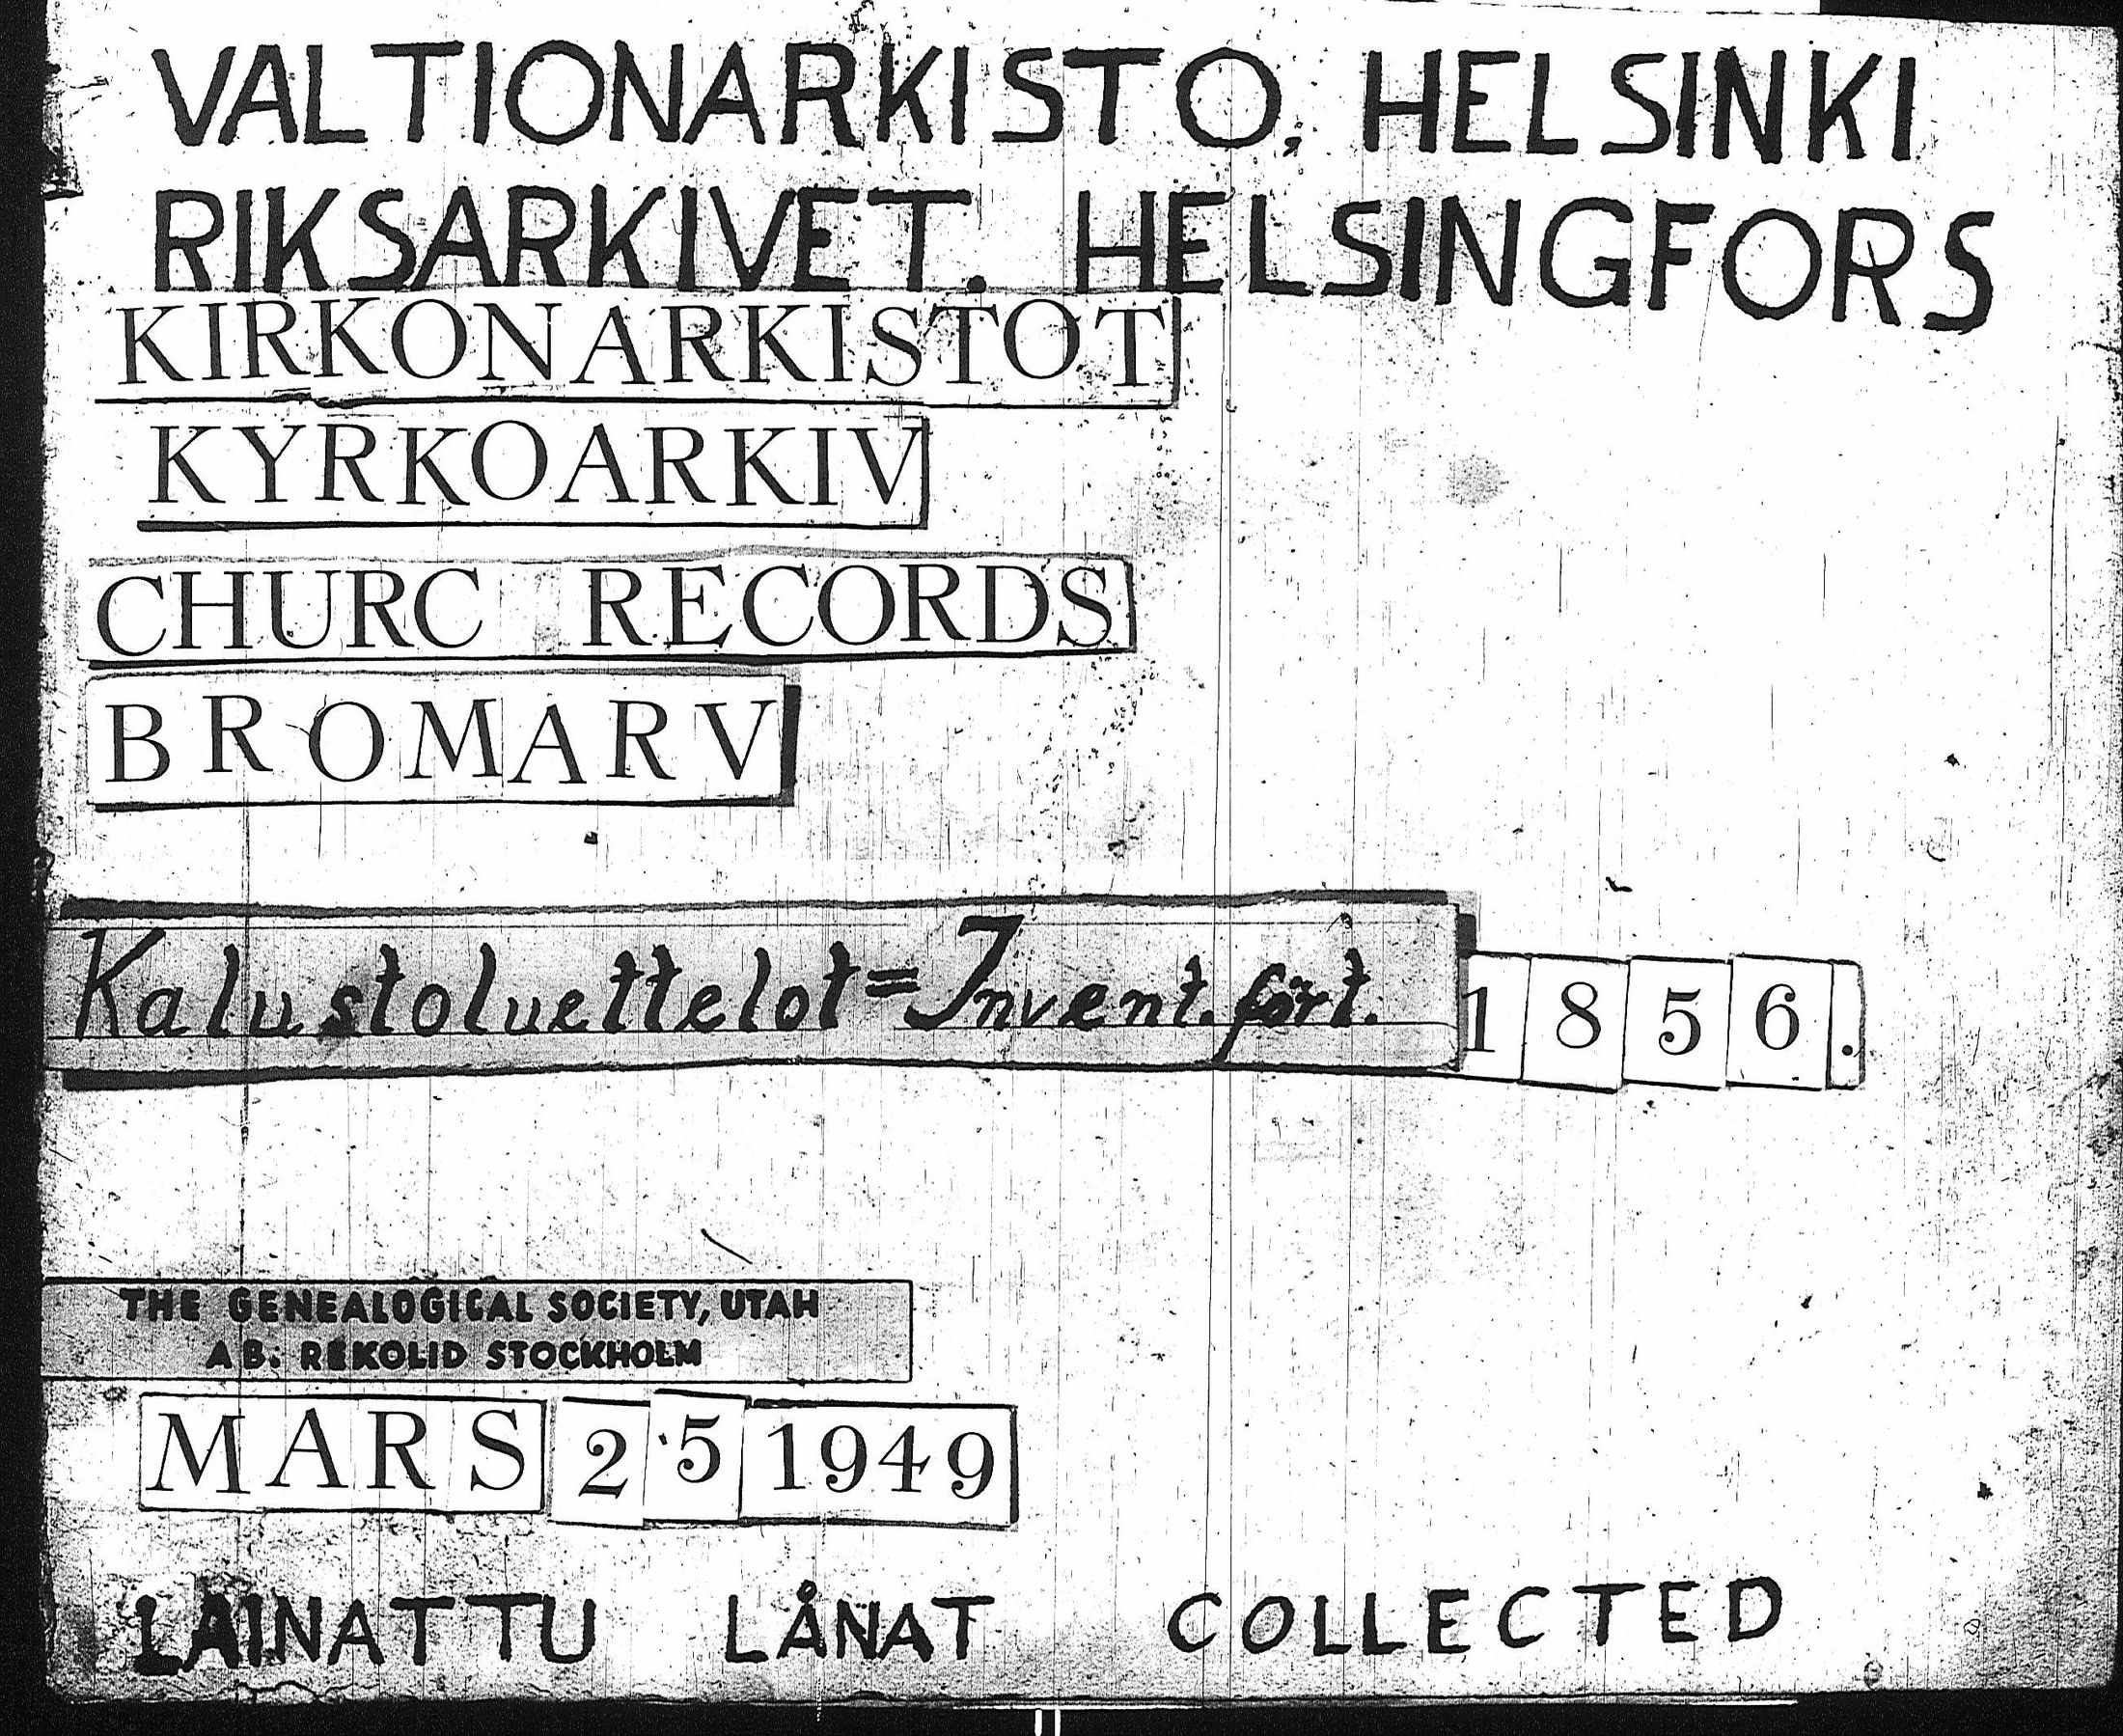 VALTIONARKISTO, HELSINKI
RIKSARKIVET. HELSINGFORS
KIRKONARKISTOT
KYRKOARKIV
CHURC RECORDS
BROMARV
Kalustoluettelot=Invent.fört. 1856.
THE GENEALOGICAL SOCIETY, UTAH
AB. REKOLID STOCKHOLM
MARS 25 1949
LAINATTU LÅNAT COLLECTED